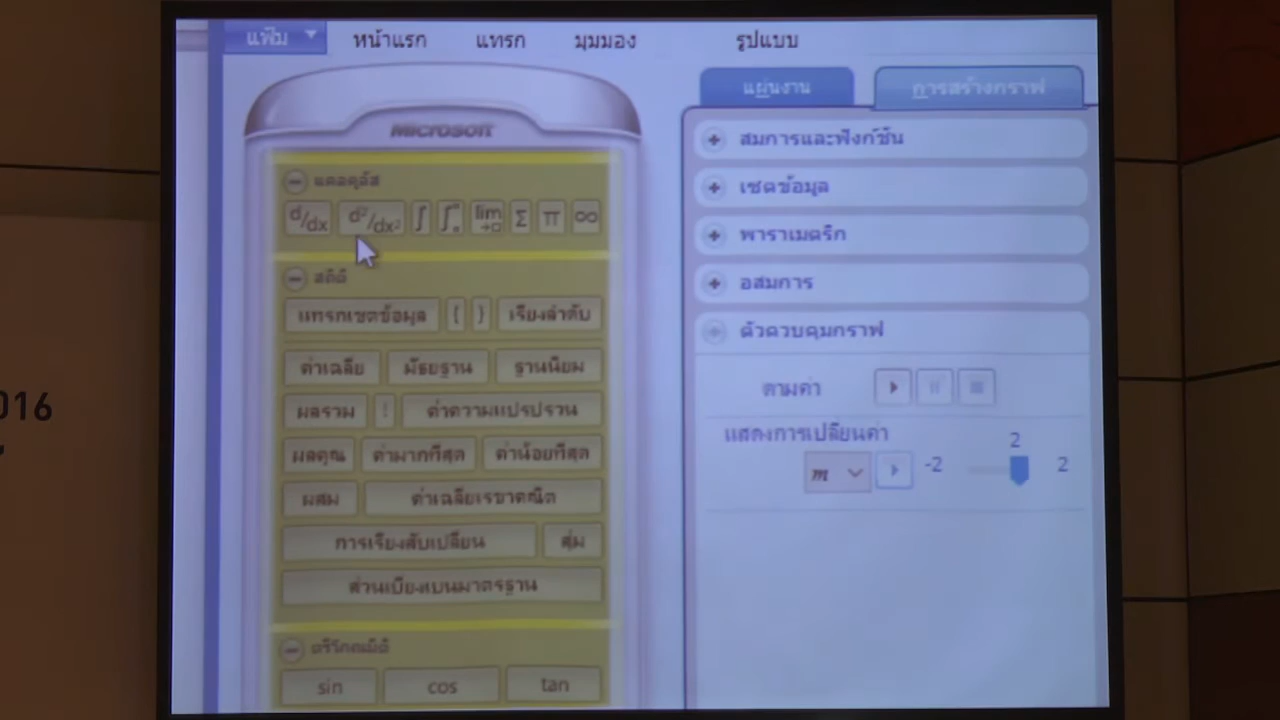 แฟ้ม หน้าแรก แทรก มุมมอง รูปแบบ
Microsoft
แคลคูลัส
d/dx d²/dx² ∫ lim Σ π ∞
สถิติ
แทรกเซตข้อมูล { } เรียงลำดับ
ค่าเฉลี่ย มัธยฐาน ฐานนิยม
ผลรวม ! ค่าความแปรปรวน
ผลคูณ ค่ามากที่สุด ค่าน้อยที่สุด
ผสม ค่าเฉลี่ยเรขาคณิต
การเรียงสับเปลี่ยน สุ่ม
ส่วนเบี่ยงเบนมาตรฐาน
ตรีโกณมิติ
sin cos tan
แผ่นงาน การสร้างกราฟ
สมการและฟังก์ชัน
เซตข้อมูล
พาราเมตริก
อสมการ
ตัวควบคุมกราฟ
ตามค่า
แสดงการเปลี่ยนค่า
2
m -2 2
016